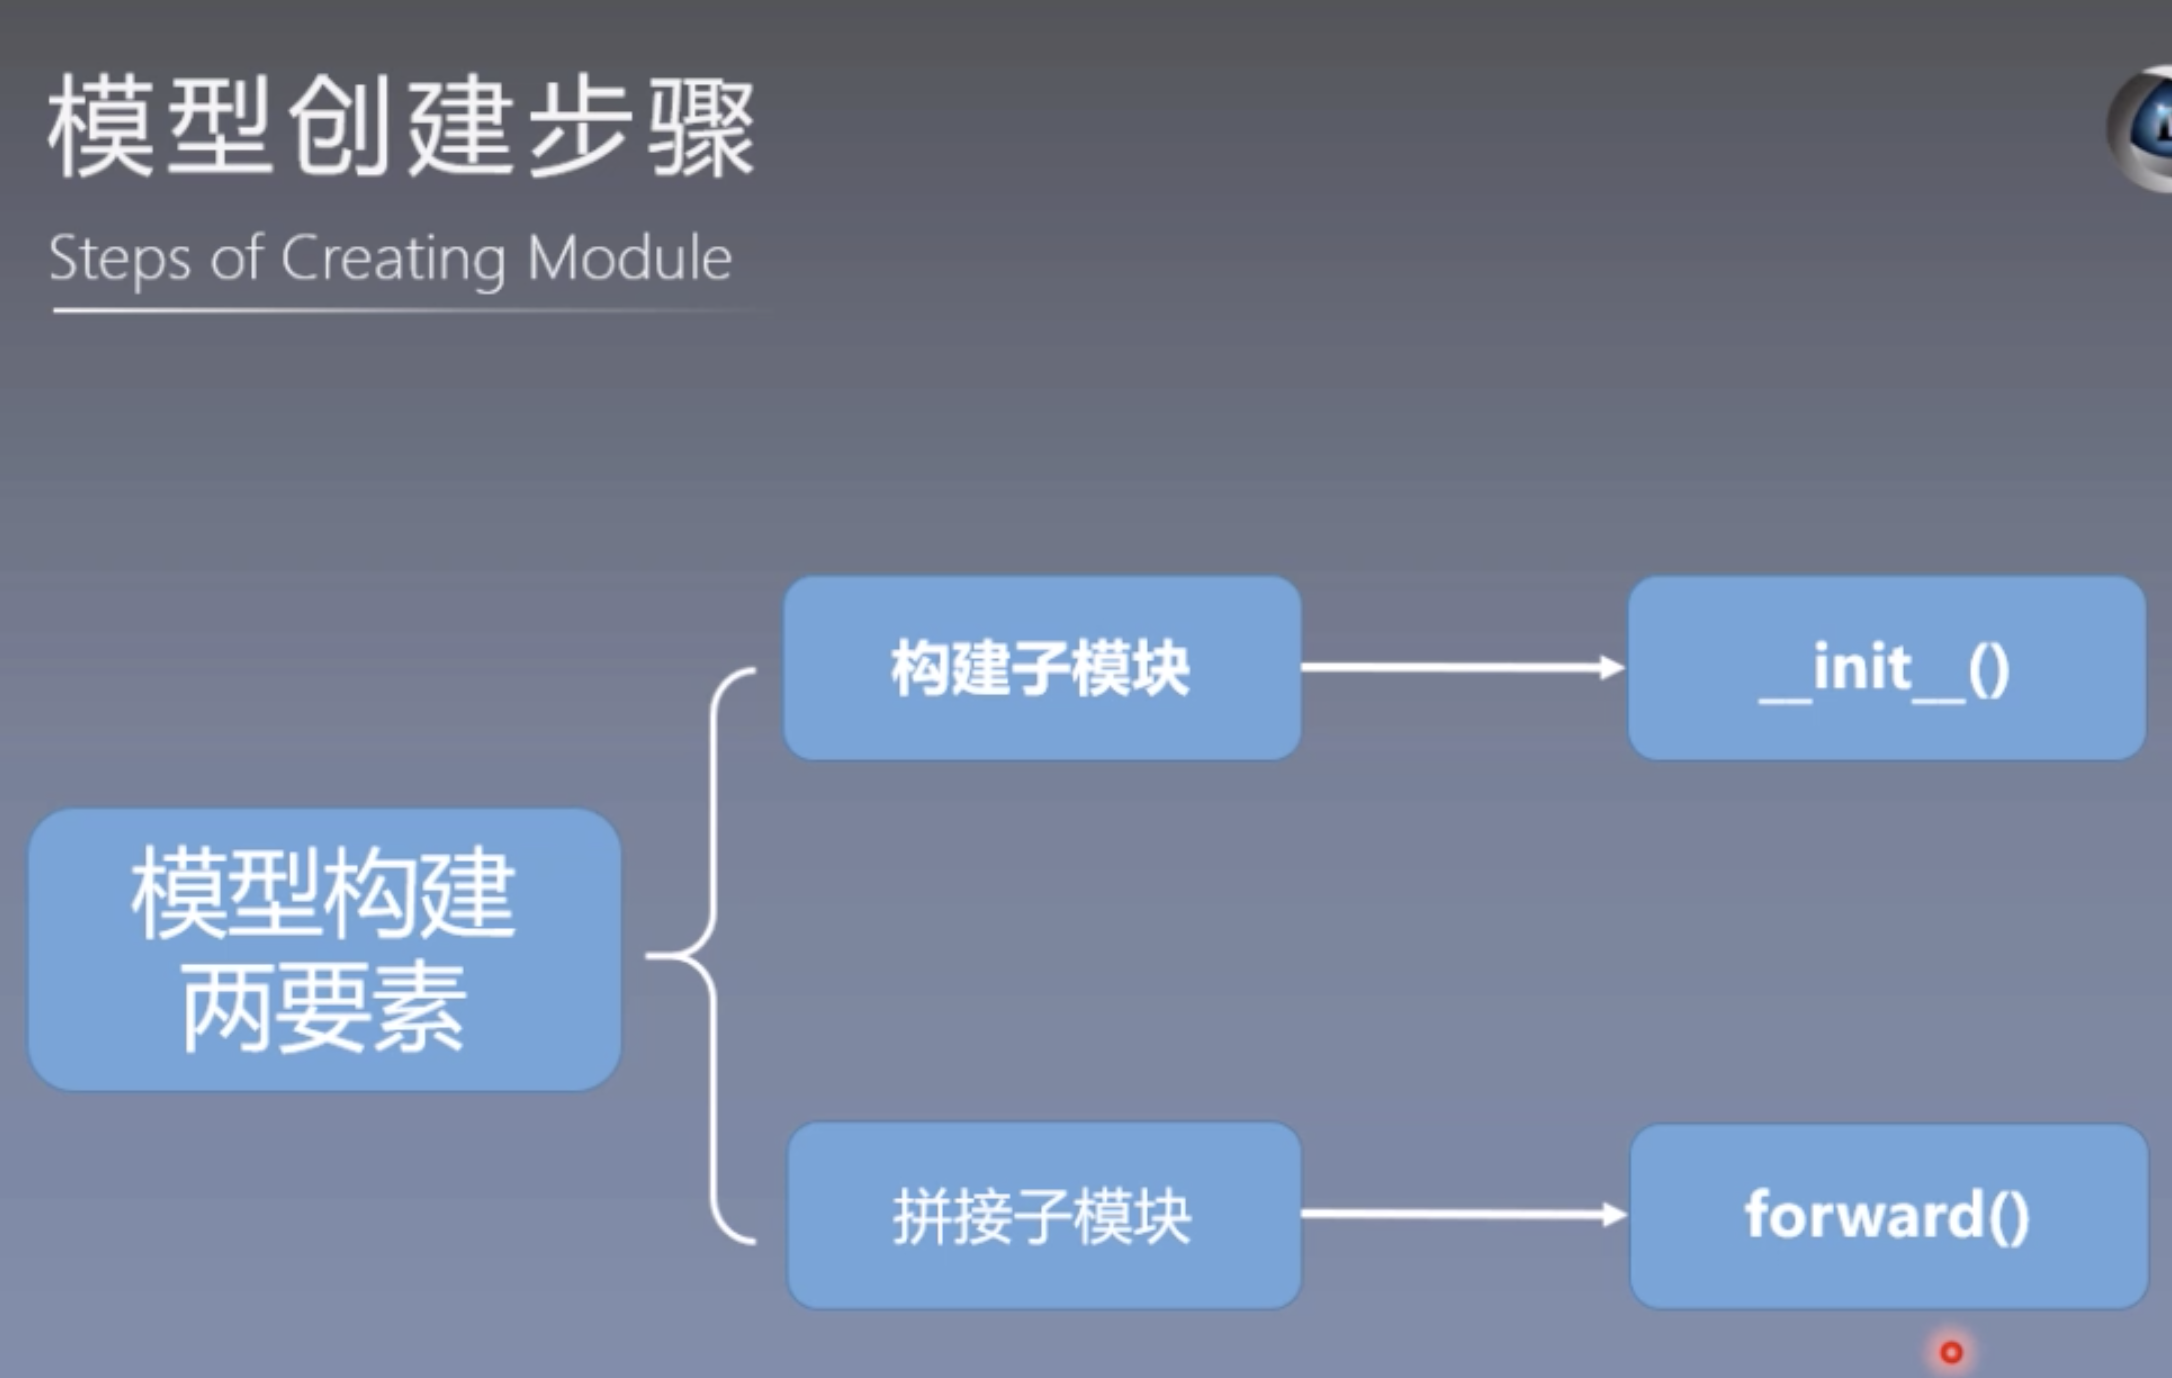 模型创建步骤
Steps of Creating Module
构建子模块
__init__()
模型构建
两要素
拼接子模块
forward()